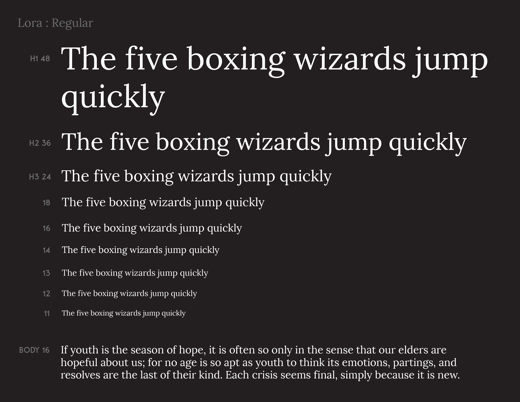 Lora : Regular
H1 48 The five boxing wizards jump
quickly
H2 36 The five boxing wizards jump quickly
H3 24 The five boxing wizards jump quickly
18 The five boxing wizards jump quickly
16 The five boxing wizards jump quickly
14 The five boxing wizards jump quickly
13 The five boxing wizards jump quickly
12 The five boxing wizards jump quickly
11 The five boxing wizards jump quickly
BODY 16 If youth is the season of hope, it is often so only in the sense that our elders are
hopeful about us; for no age is so apt as youth to think its emotions, partings, and
resolves are the last of their kind. Each crisis seems final, simply because it is new.